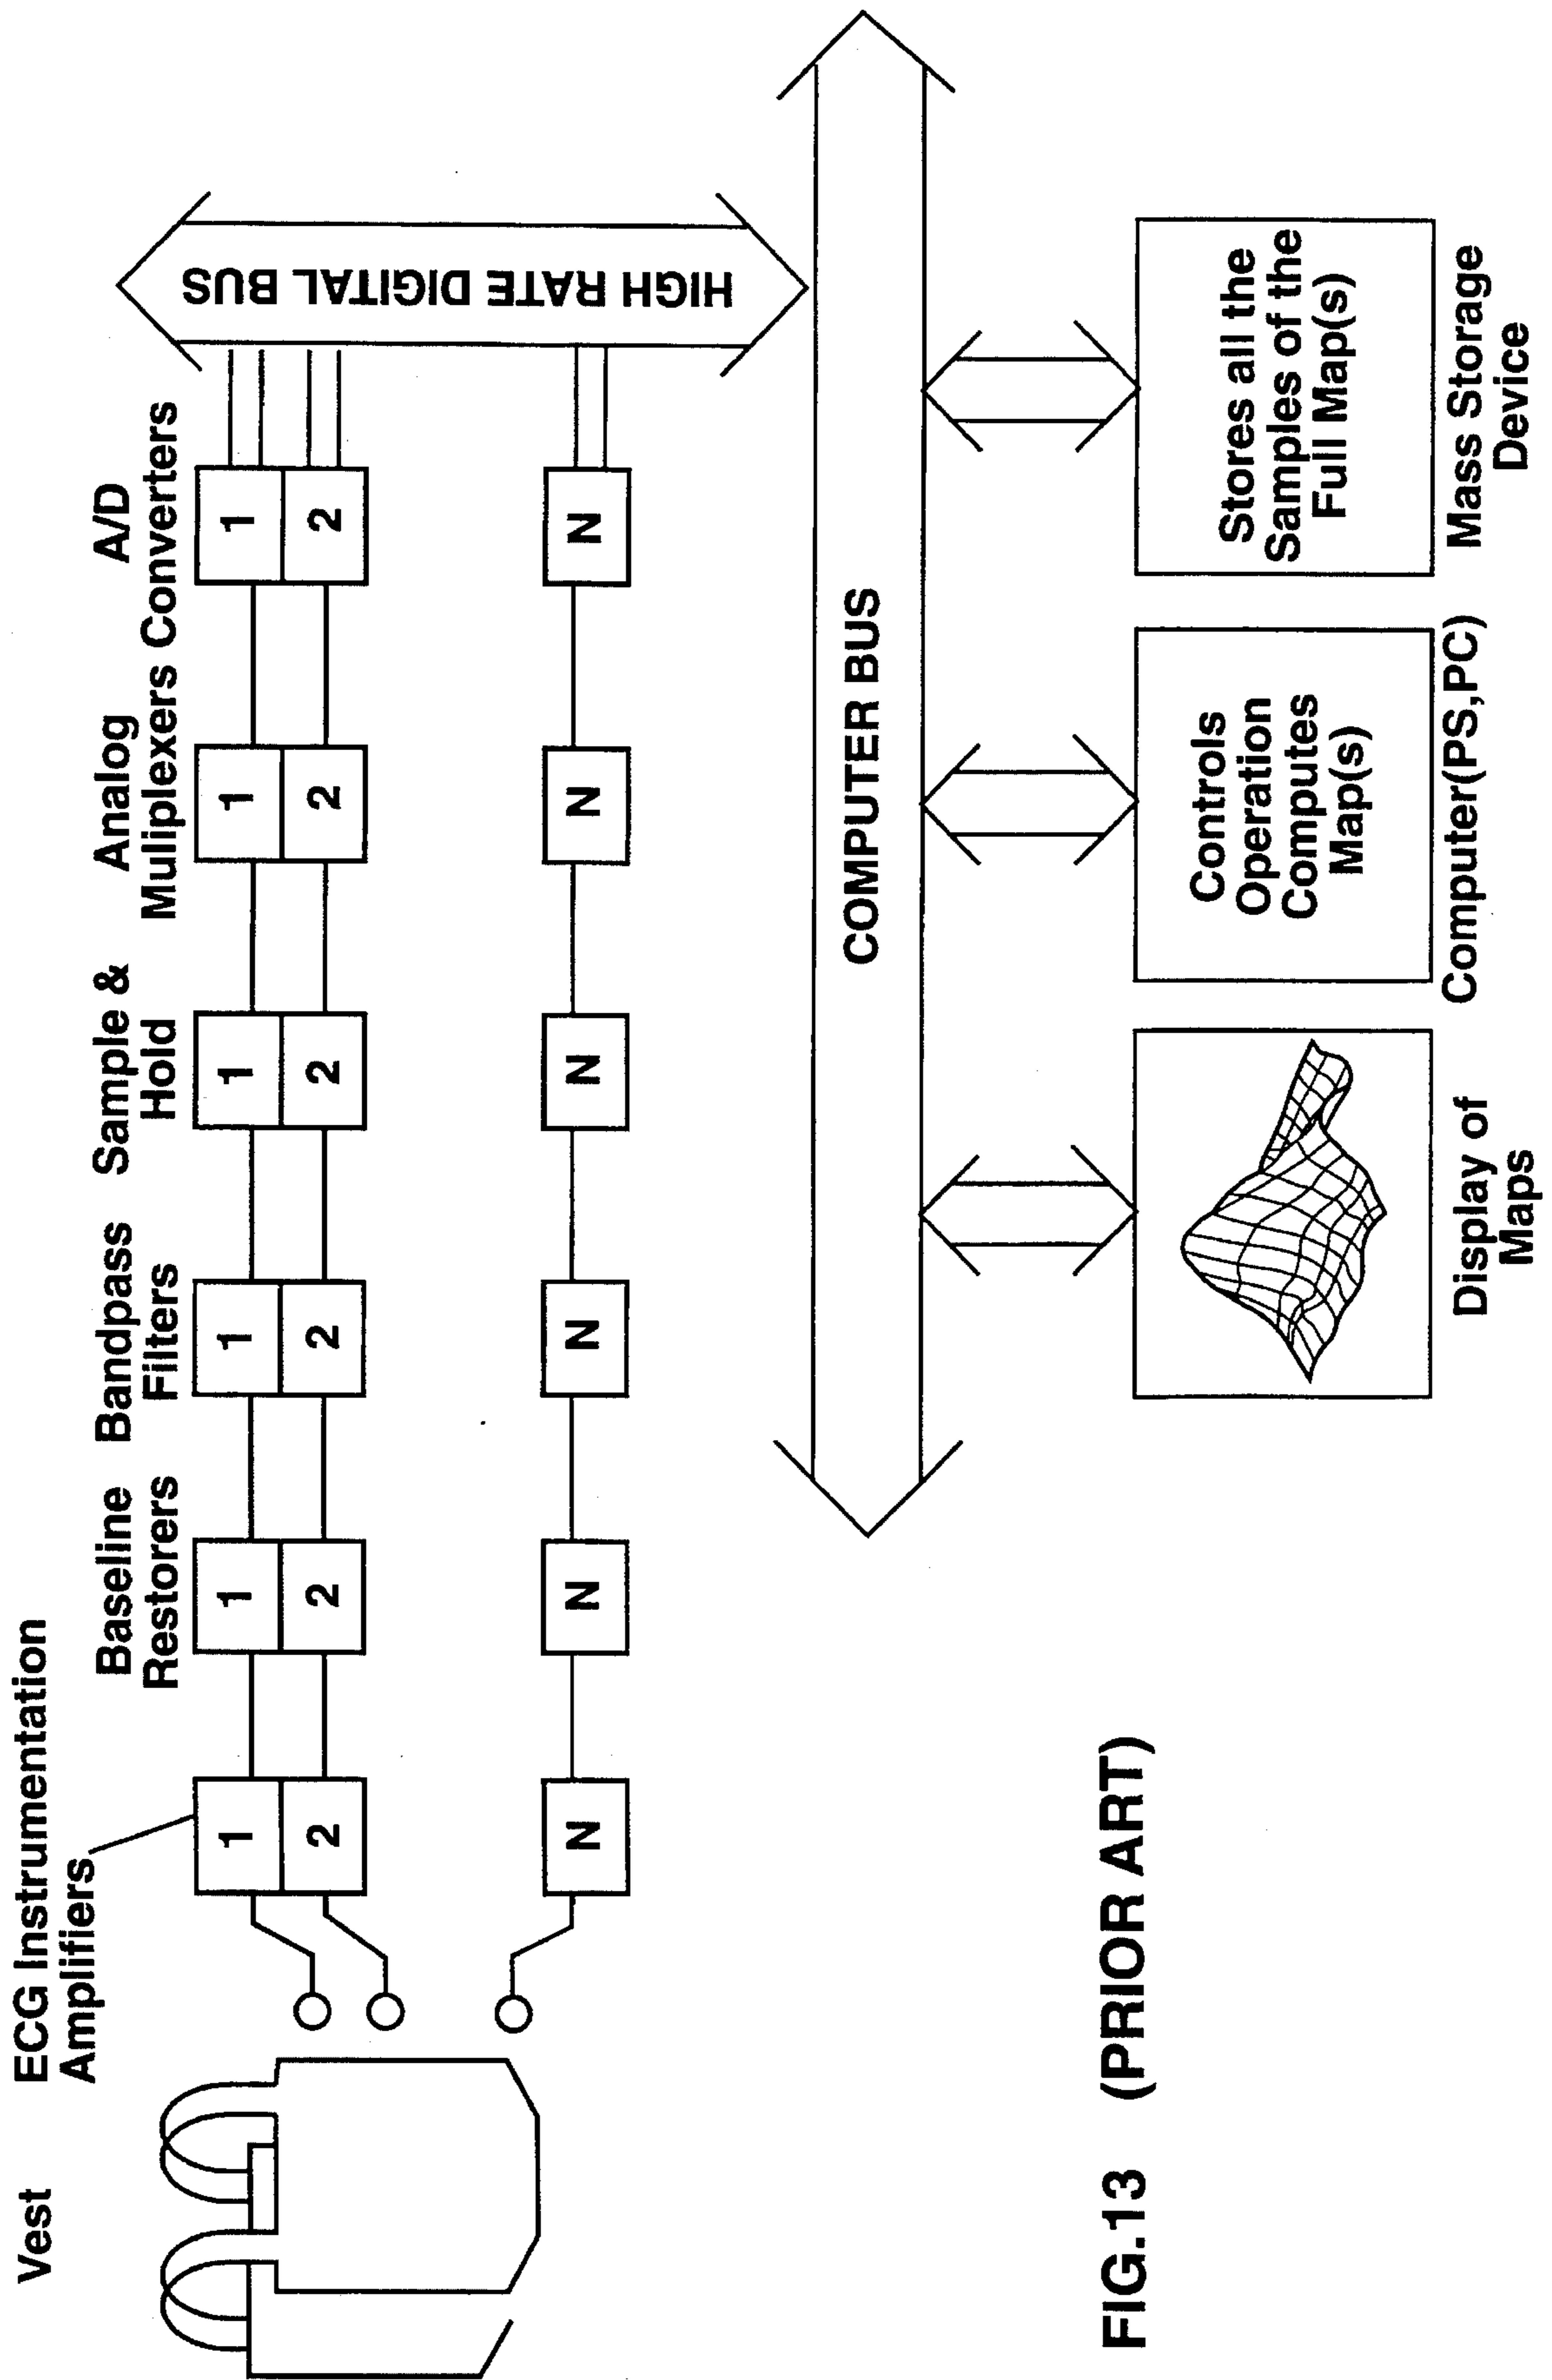 Vest
ECG Instrumentation
Amplifiers
Baseline
Restorers
Bandpass
Filters
Sample &
Hold
Analog
Muliplexers
A/D
Converters
1
1
1
1
1
1
2
2
2
2
2
2
N
N
N
N
N
N
HIGH RATE DIGITAL BUS
COMPUTER BUS
Display of
Maps
Controls
Operation
Computes
Map(s)
Computer(PS,PC)
Stores all the
Samples of the
Full Map(s)
Mass Storage
Device
FIG.13 (PRIOR ART)